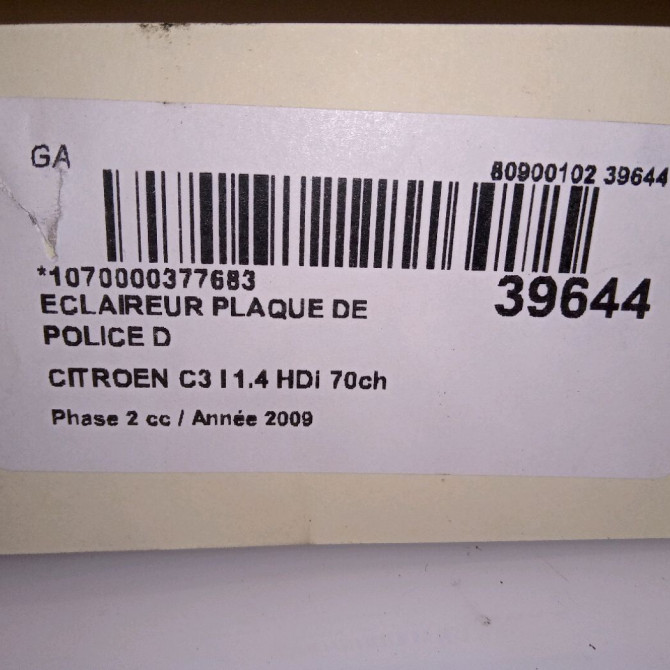 GA
80900102 39644
*1070000377683
39644
ECLAIREUR PLAQUE DE
POLICE D
CITROEN C3 I 1.4 HDi 70ch
Phase 2 cc / Année 2009